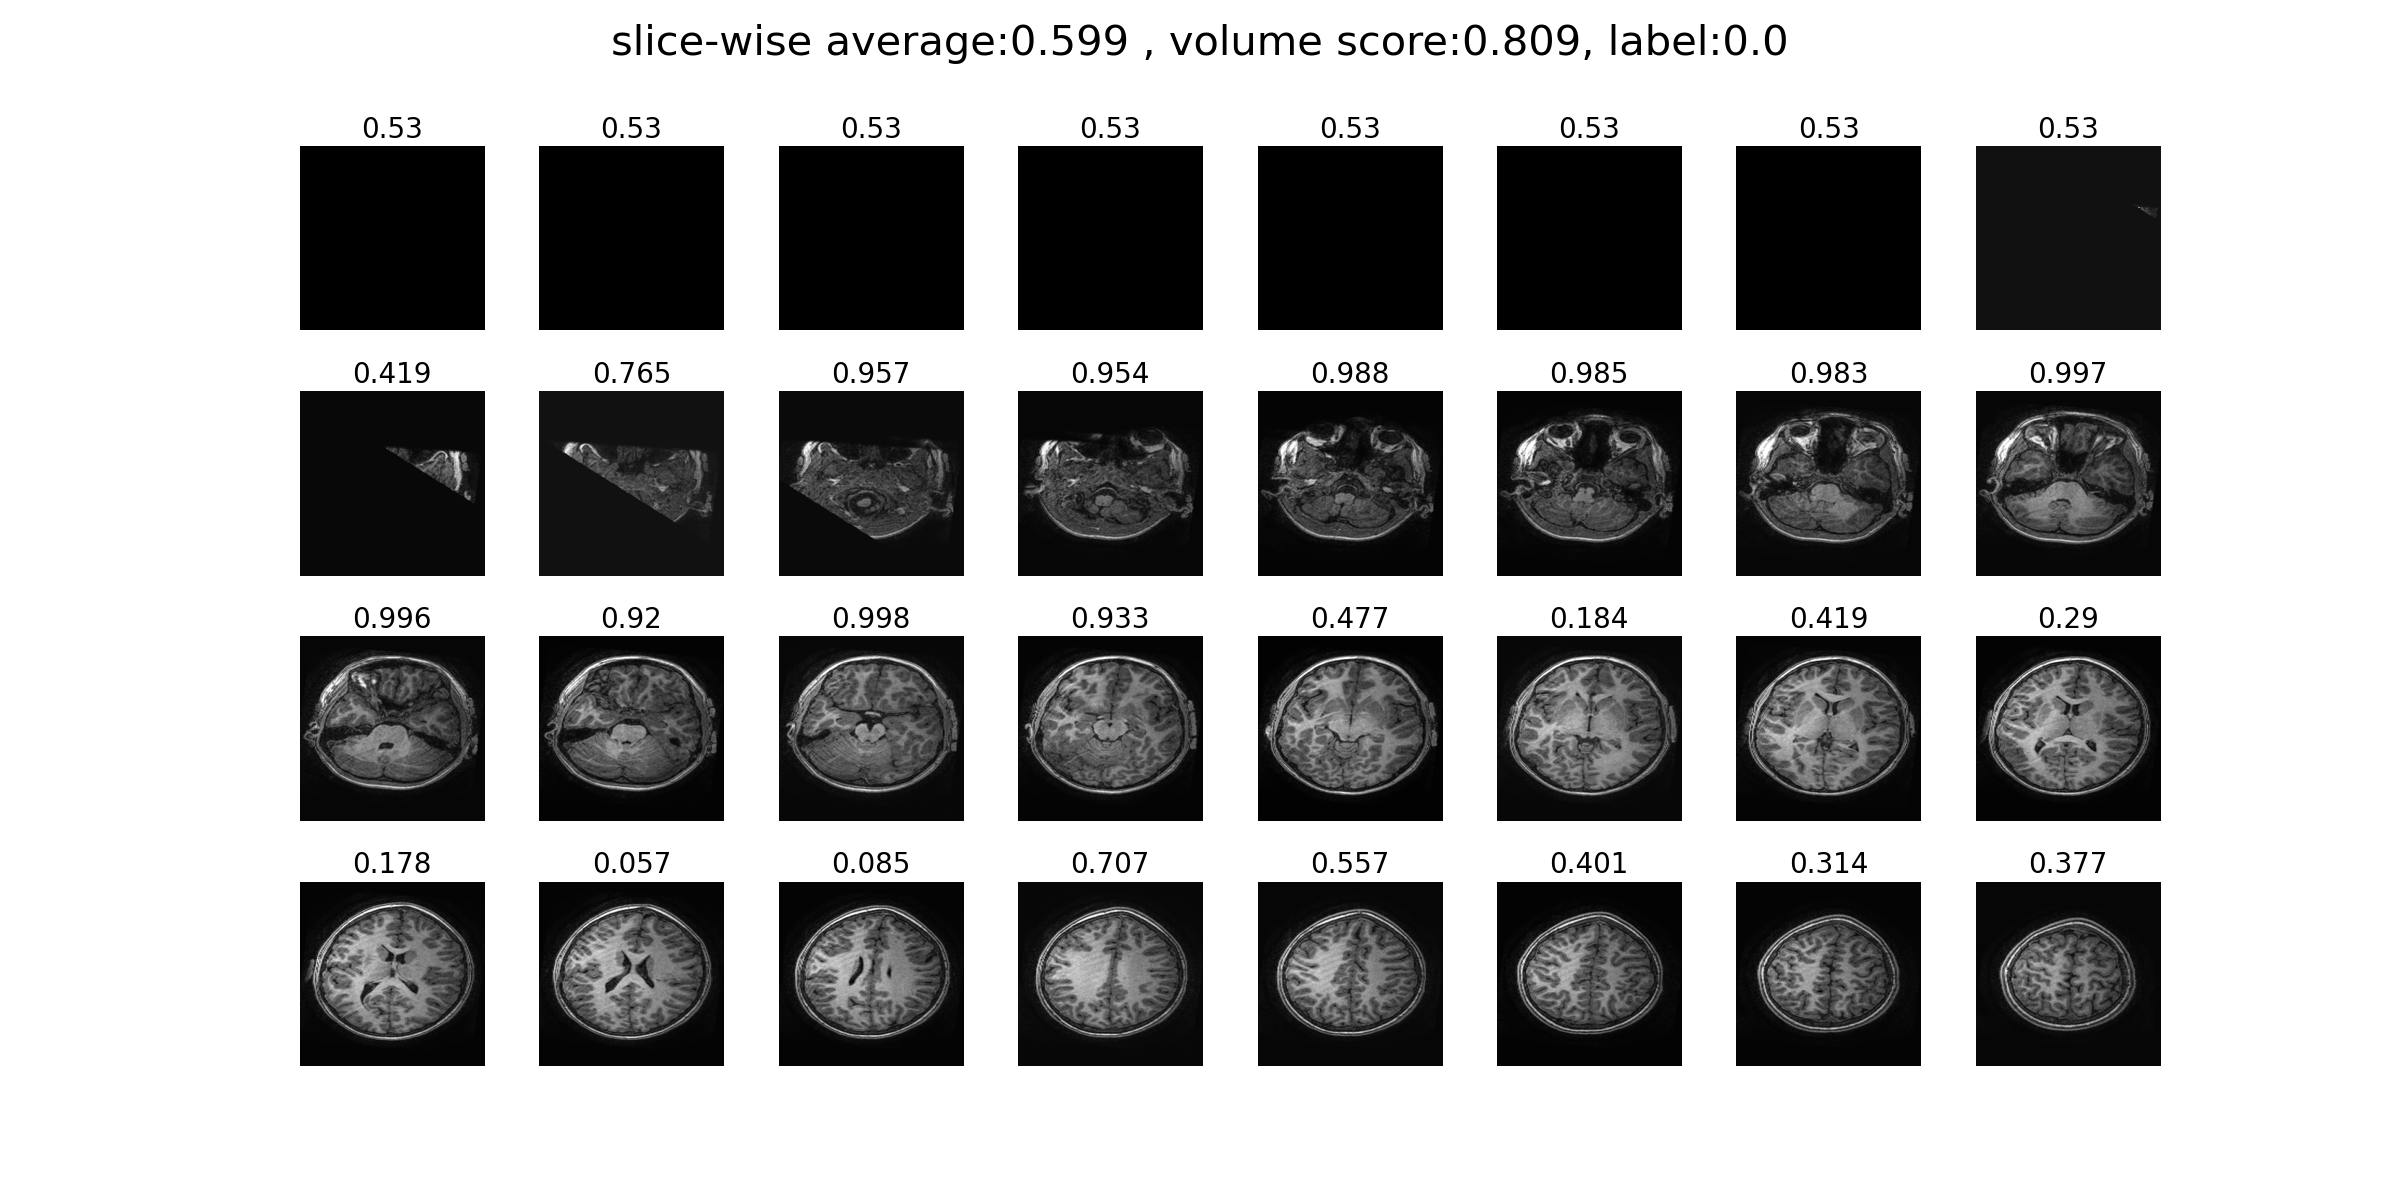 slice-wise average:0.599 , volume score:0.809, label:0.0
0.53 0.53 0.53 0.53 0.53 0.53 0.53 0.53
0.419 0.765 0.957 0.954 0.988 0.985 0.983 0.997
0.996 0.92 0.998 0.933 0.477 0.184 0.419 0.29
0.178 0.057 0.085 0.707 0.557 0.401 0.314 0.377